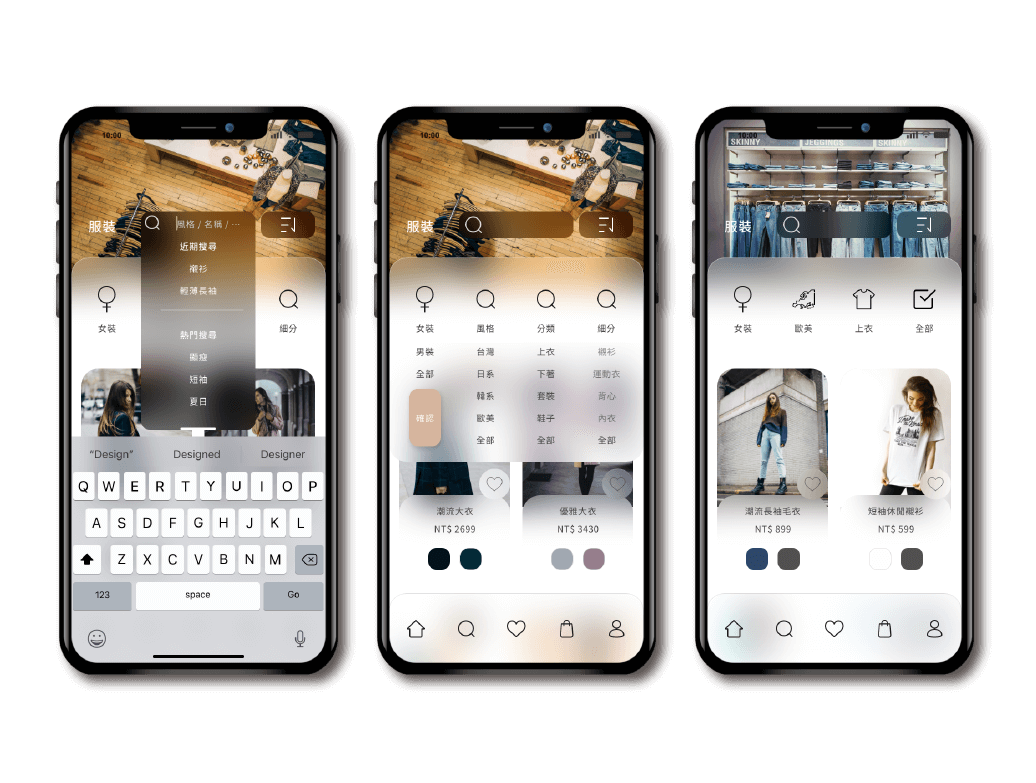 10:00
服裝
風格 / 名稱 / ···
近期搜尋
襯衫
輕薄長袖
熱門搜尋
顯瘦
短袖
夏日
女裝
細分
“Design”
Designed
Designer
Q W E R T Y U I O P
A S D F G H J K L
Z X C V B N M
123
space
Go
10:00
服裝
女裝 風格 分類 細分
男裝 台灣 上衣 襯衫
全部 日系 下著 運動衣
韓系 套裝 背心
確認 歐美 鞋子 內衣
全部 全部 全部
潮流大衣
NT$ 2699
優雅大衣
NT$ 3430
10:00
SKINNY JEGGINGS SKINNY
服裝
女裝 歐美 上衣 全部
潮流長袖毛衣
NT$ 899
短袖休閒襯衫
NT$ 599